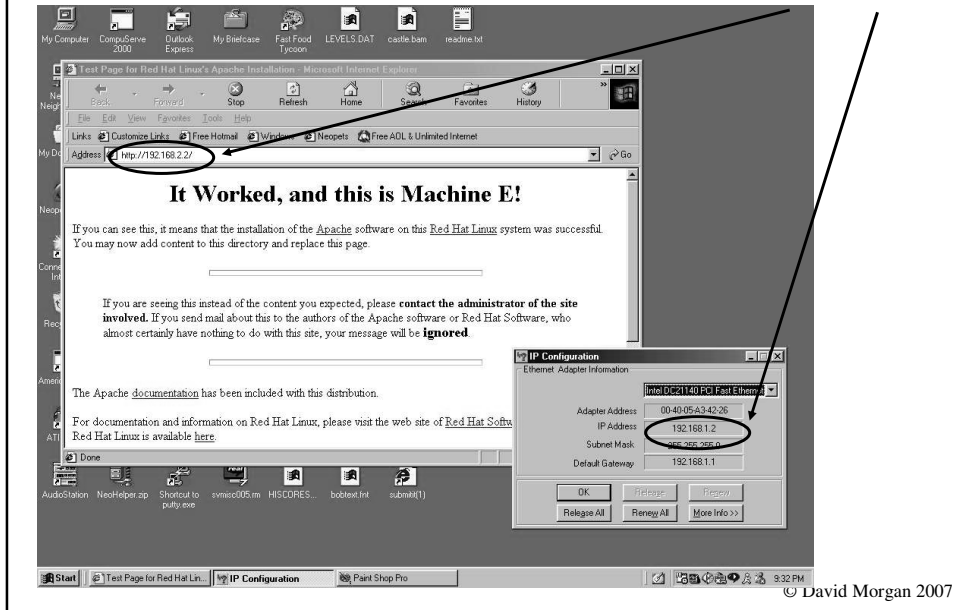 My Computer CompuServe 2000 Outlook Express My Briefcase Fast Food Tycoon LEVELS.DAT castle.bam readme.txt
Test Page for Red Hat Linux's Apache Installation - Microsoft Internet Explorer
Back Forward Stop Refresh Home Search Favorites History
File Edit View Favorites Tools Help
Links Customize Links Free Hotmail Windows Neopets Free AOL & Unlimited Internet
Address http://192.168.2.2/ Go
It Worked, and this is Machine E!
If you can see this, it means that the installation of the Apache software on this Red Hat Linux system was successful.
You may now add content to this directory and replace this page.
If you are seeing this instead of the content you expected, please contact the administrator of the site
involved. If you send mail about this to the authors of the Apache software or Red Hat Software, who
almost certainly have nothing to do with this site, your message will be ignored.
The Apache documentation has been included with this distribution.
For documentation and information on Red Hat Linux, please visit the web site of Red Hat Softw
Red Hat Linux is available here.
Done
IP Configuration
Ethernet Adapter Information
Intel DC21140 PCI Fast Ethernet
Adapter Address 00-40-05-A3-42-26
IP Address 192.168.1.2
Subnet Mask 255.255.255.0
Default Gateway 192.168.1.1
OK Release Renew
Release All Renew All More Info >>
AudioStation NeoHelper.zip Shortcut to putty.exe svmisc005.rm HISCORES... bobtext.fnt submitit(1)
Start Test Page for Red Hat Lin... IP Configuration Paint Shop Pro 9:32 PM
© David Morgan 2007